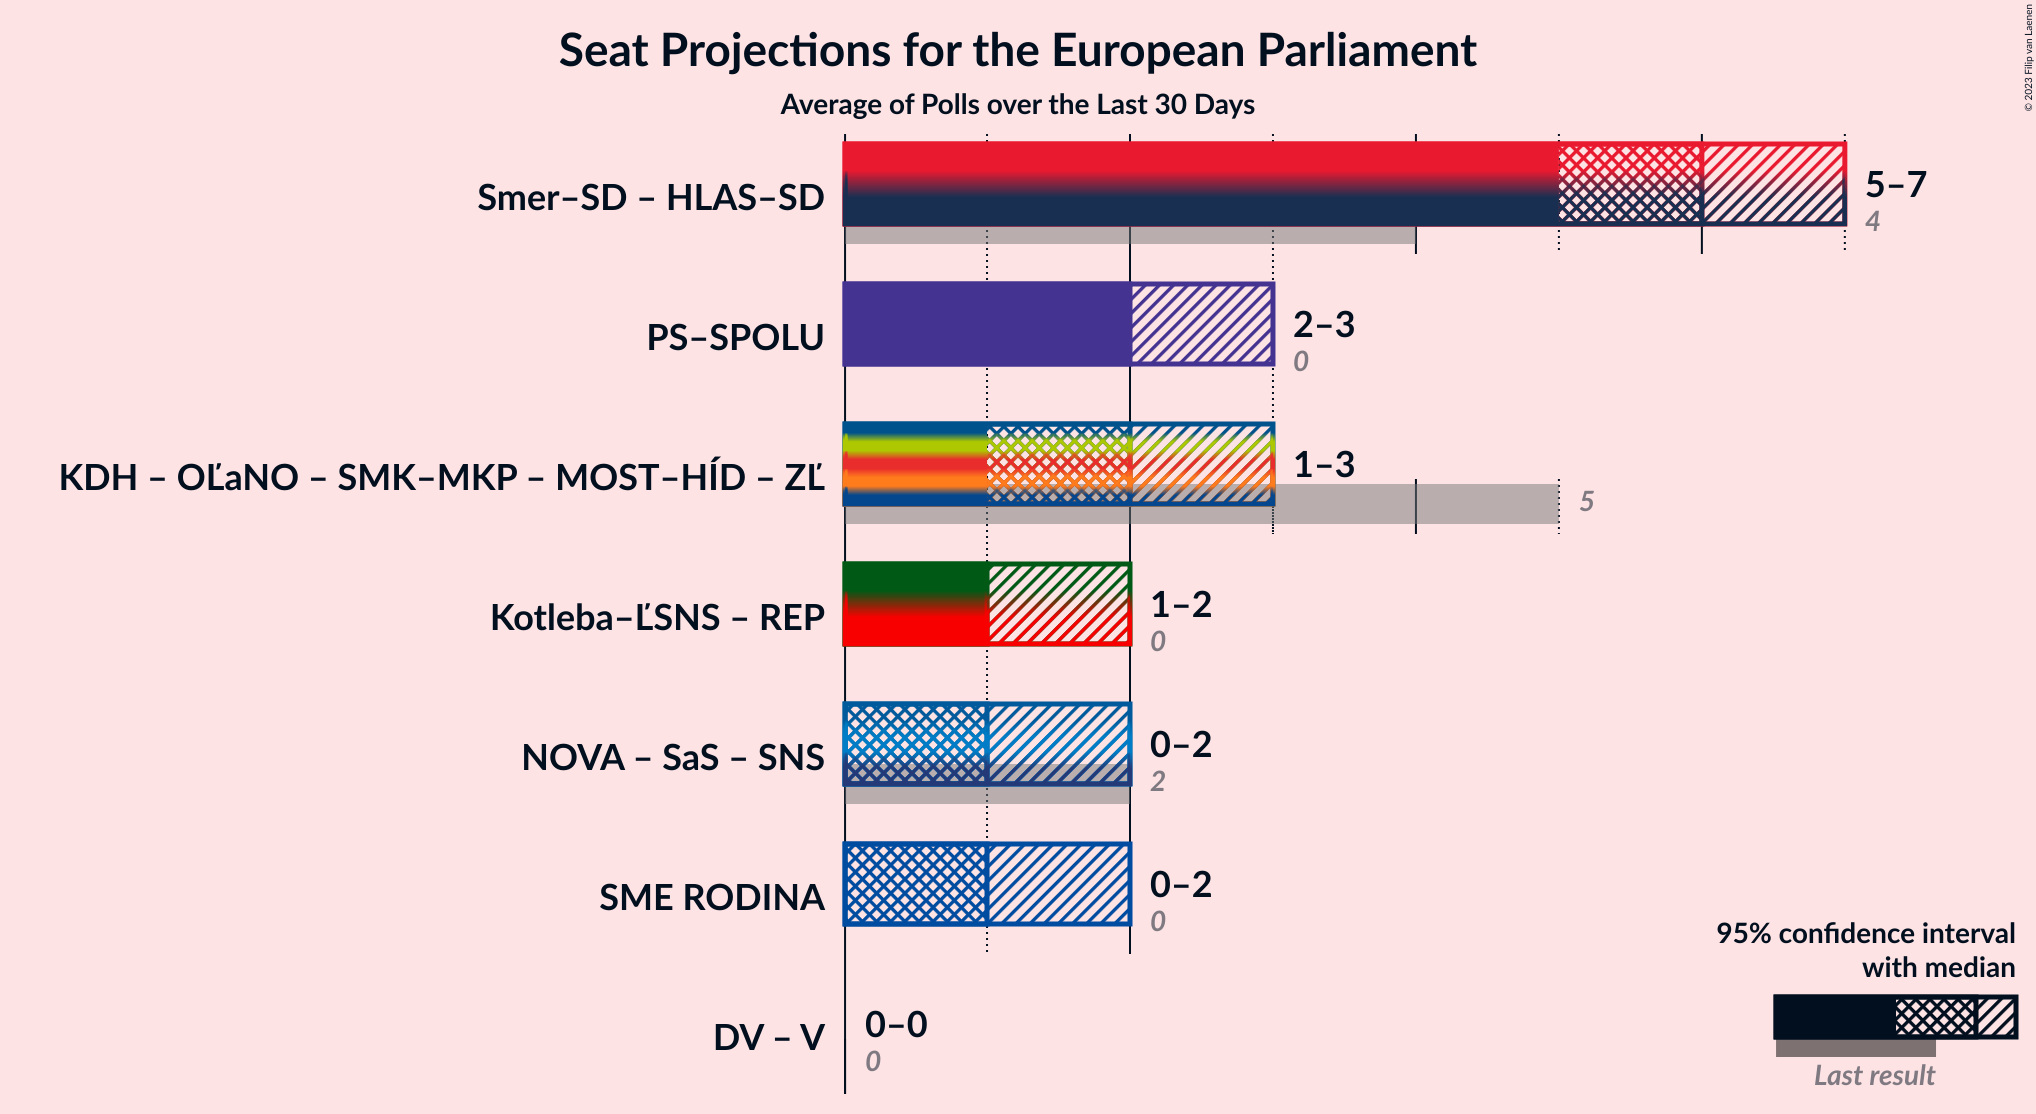 Seat Projections for the European Parliament
Average of Polls over the Last 30 Days
© 2023 Filip van Laenen
Smer–SD – HLAS–SD
5–7
4
PS–SPOLU
2–3
0
KDH – OĽaNO – SMK–MKP – MOST–HÍD – ZĽ
1–3
5
Kotleba–ĽSNS – REP
1–2
0
NOVA – SaS – SNS
0–2
2
SME RODINA
0–2
0
DV – V
0–0
0
95% confidence interval
with median
Last result